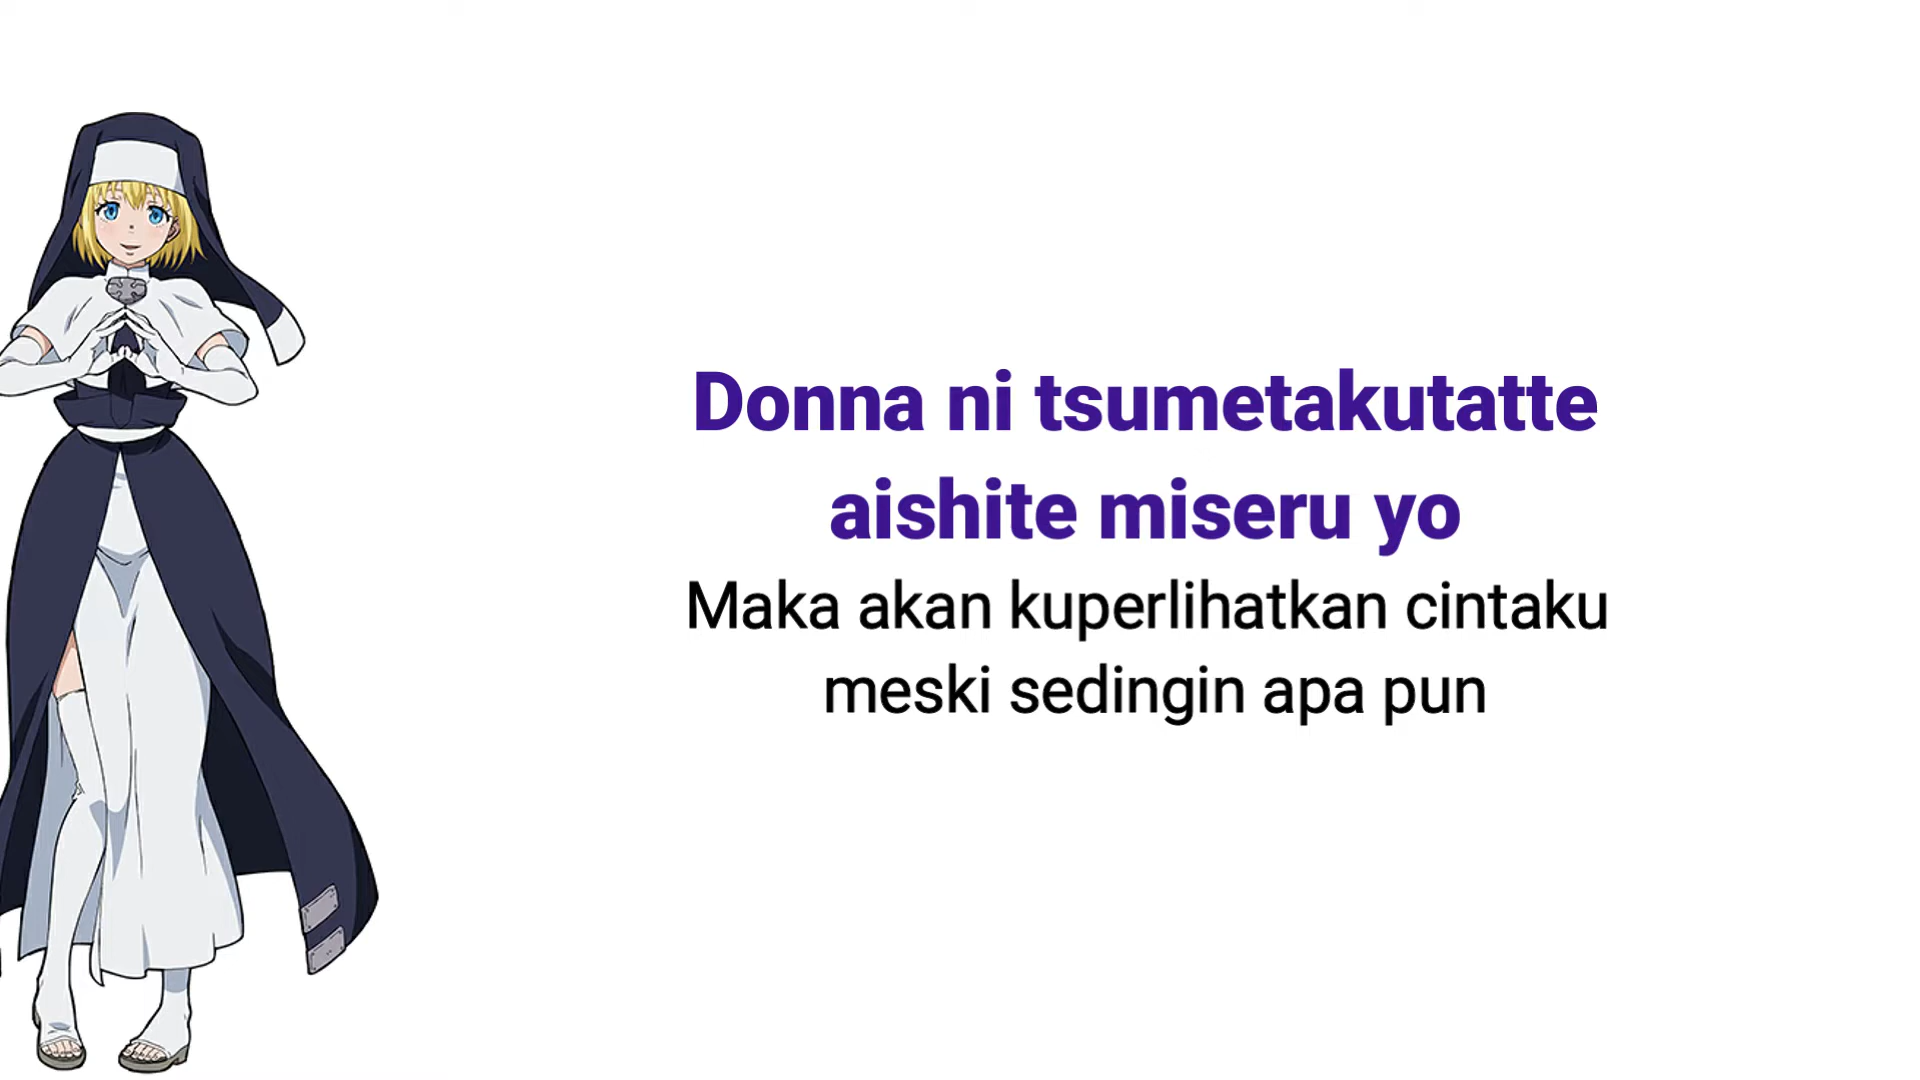 Donna ni tsumetakutatte
aishite miseru yo
Maka akan kuperlihatkan cintaku
meski sedingin apa pun